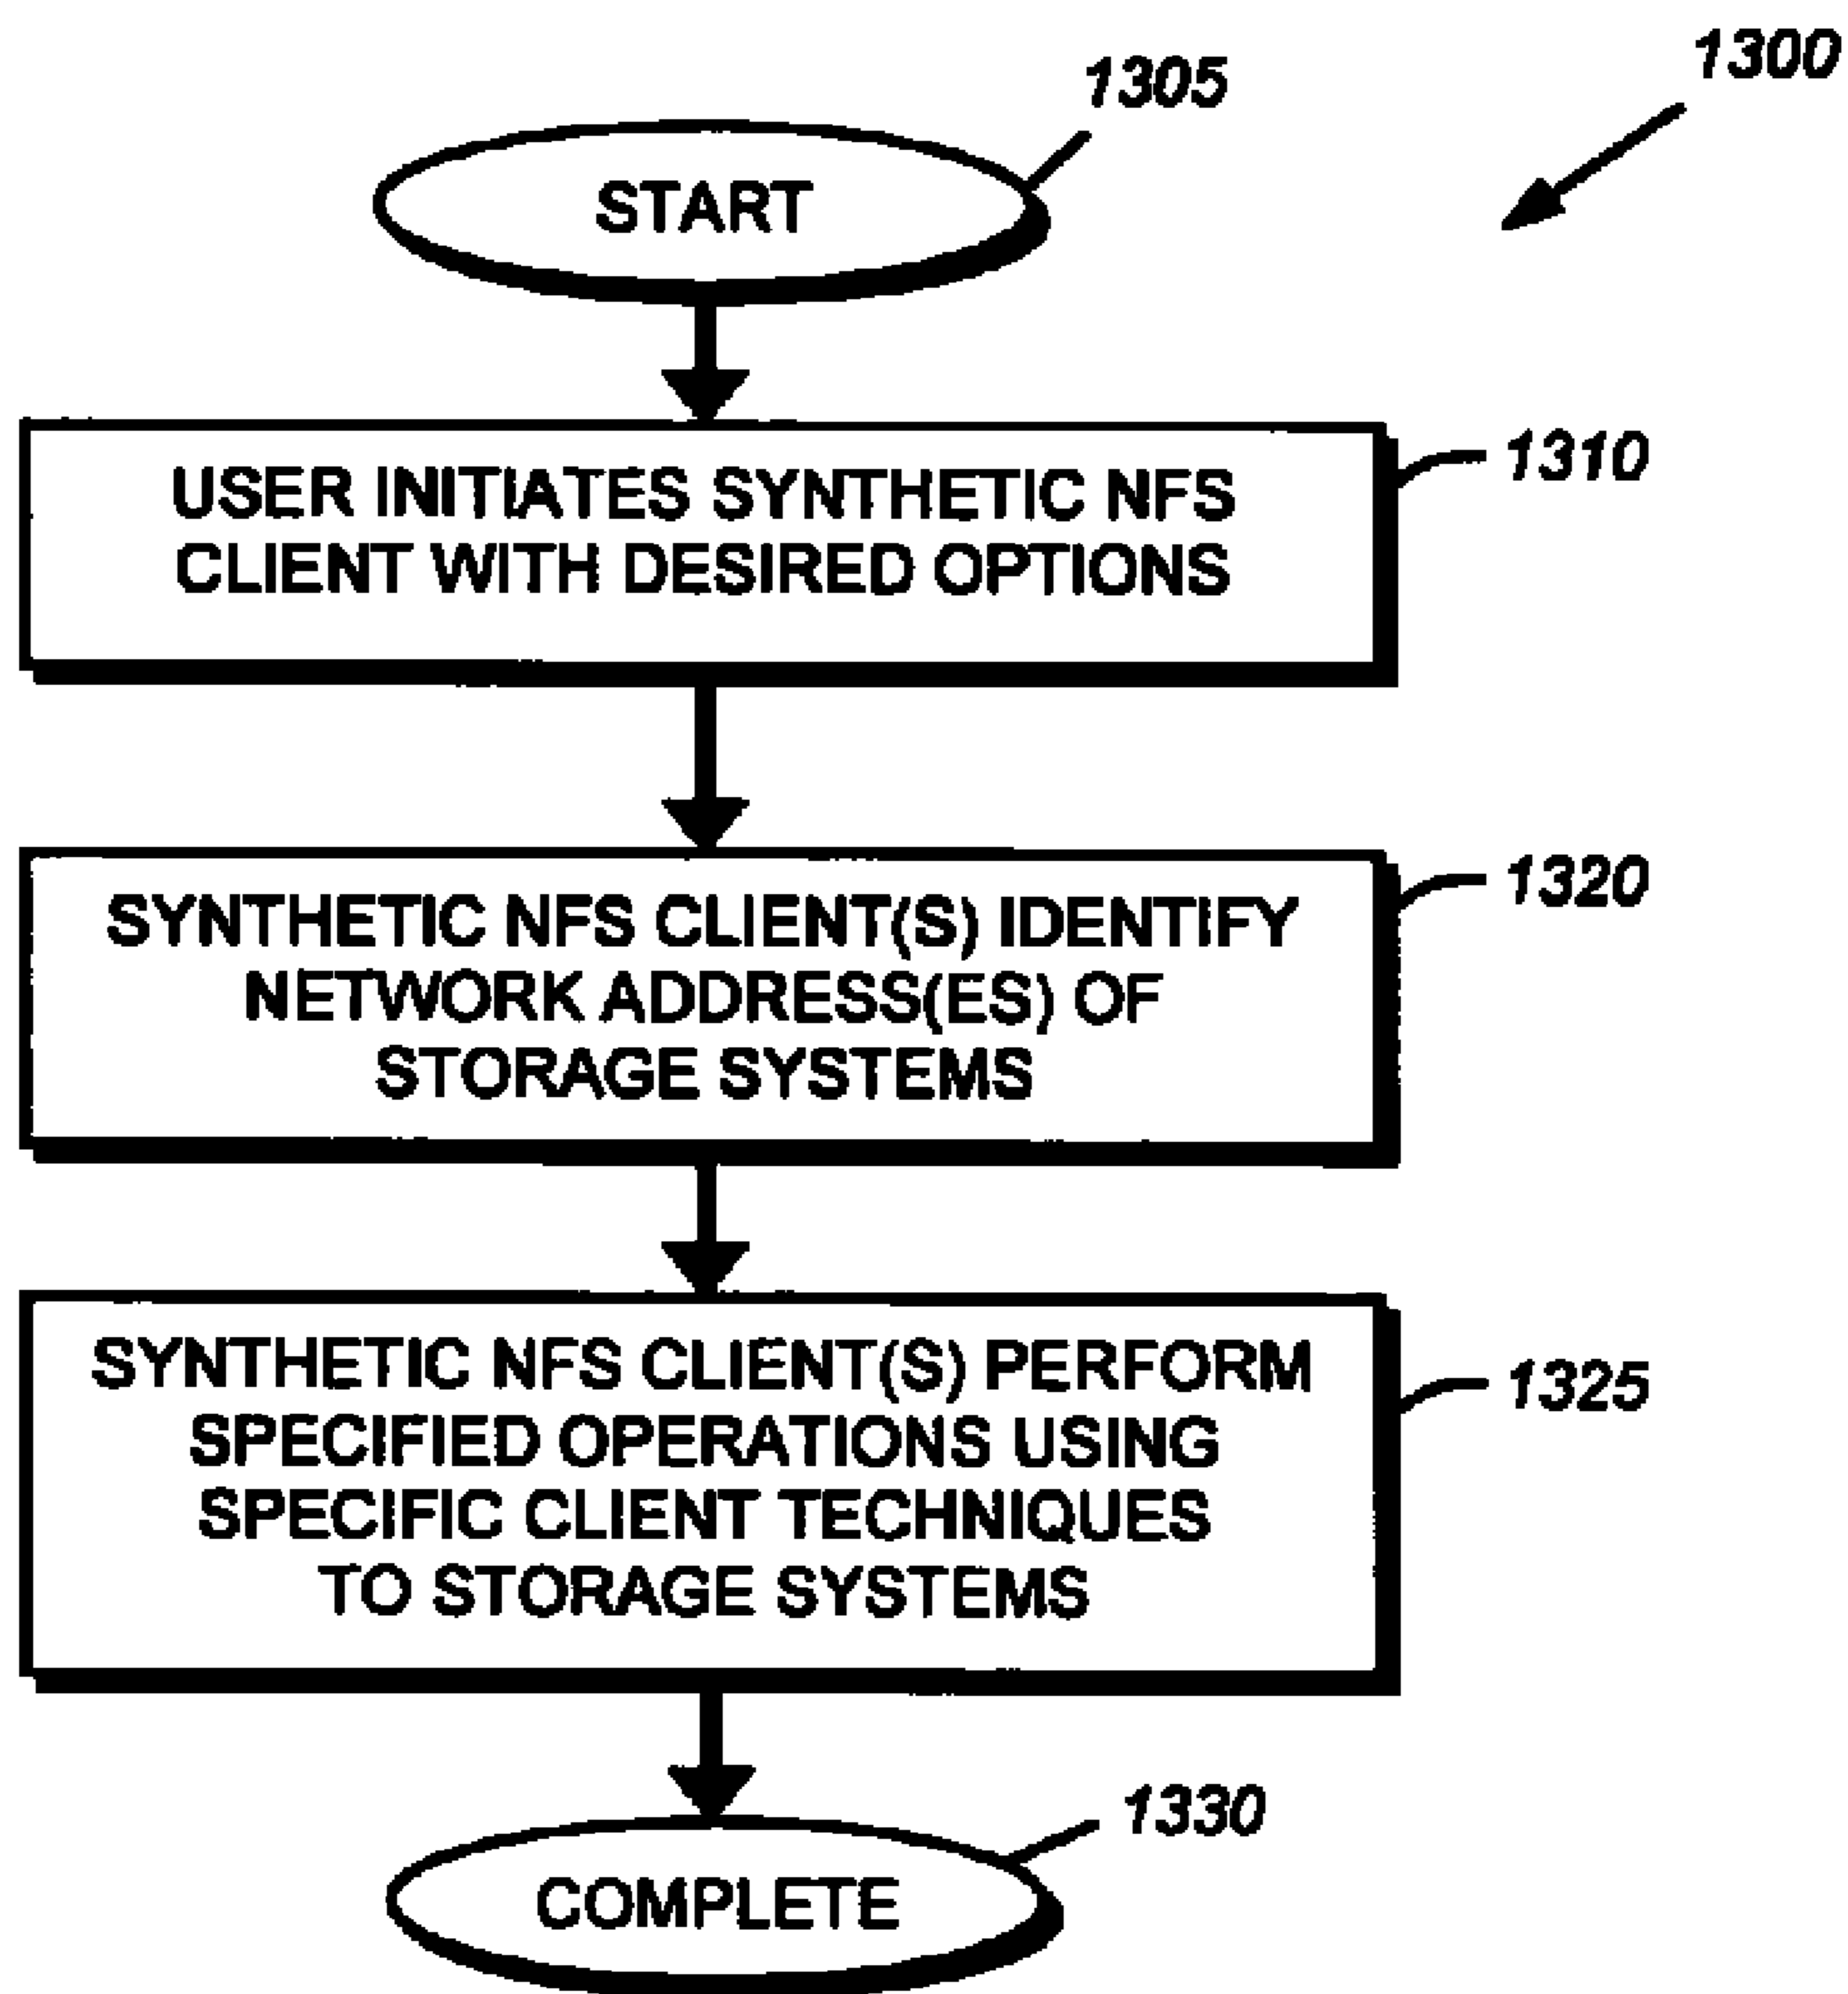 1300
1305
START
1310
USER INITIATES SYNTHETIC NFS
CLIENT WITH DESIRED OPTIONS
1320
SYNTHETIC NFS CLIENT(S) IDENTIFY
NETWORK ADDRESS(ES) OF
STORAGE SYSTEMS
1325
SYNTHETIC NFS CLIENT(S) PERFORM
SPECIFIED OPERATIONS USING
SPECIFIC CLIENT TECHNIQUES
TO STORAGE SYSTEMS
1330
COMPLETE